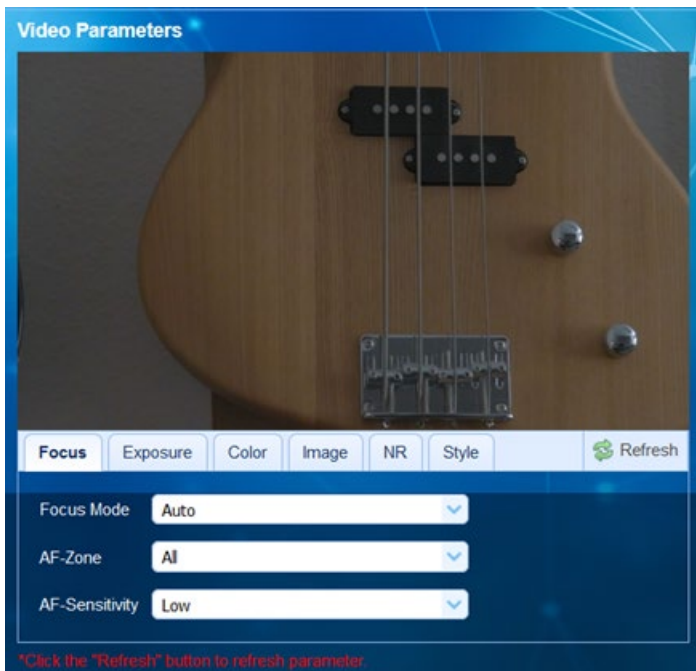 Video Parameters
Focus Exposure Color Image NR Style Refresh
Focus Mode Auto
AF-Zone All
AF-Sensitivity Low
*Click the "Refresh" button to refresh parameter.